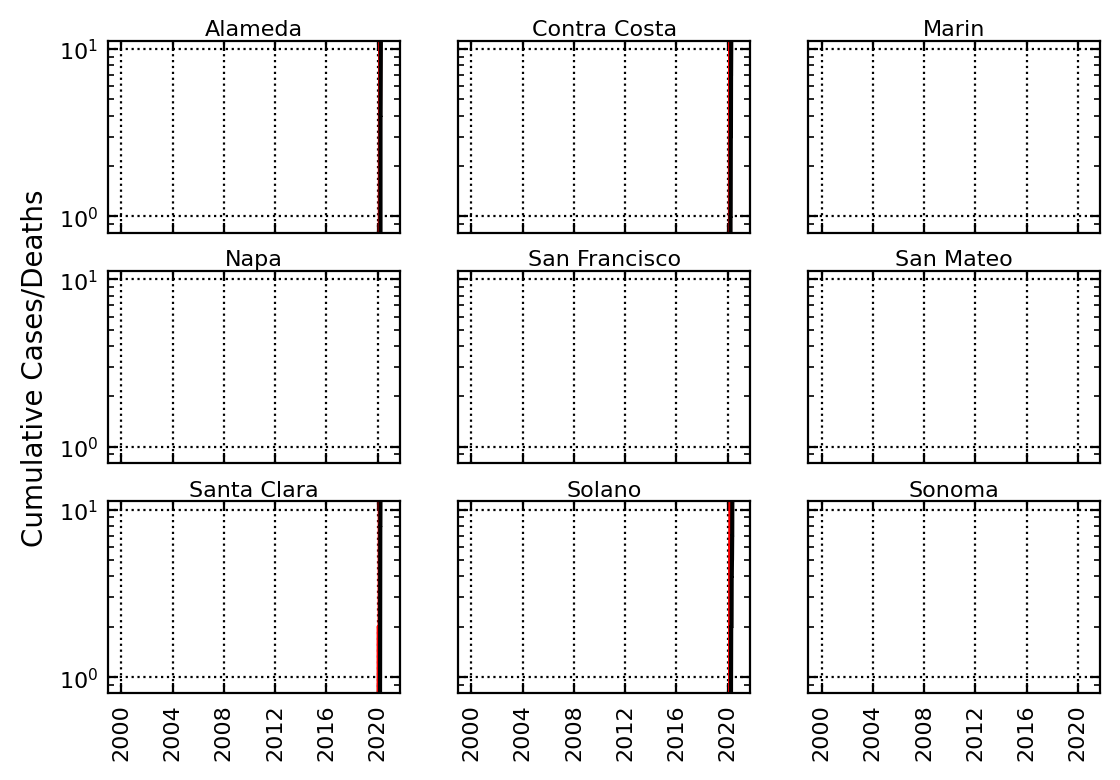 Alameda
Contra Costa
Marin
10¹
10⁰
Cumulative Cases/Deaths
Napa
San Francisco
San Mateo
10¹
10⁰
Santa Clara
Solano
Sonoma
10¹
10⁰
2000 2004 2008 2012 2016 2020
2000 2004 2008 2012 2016 2020
2000 2004 2008 2012 2016 2020